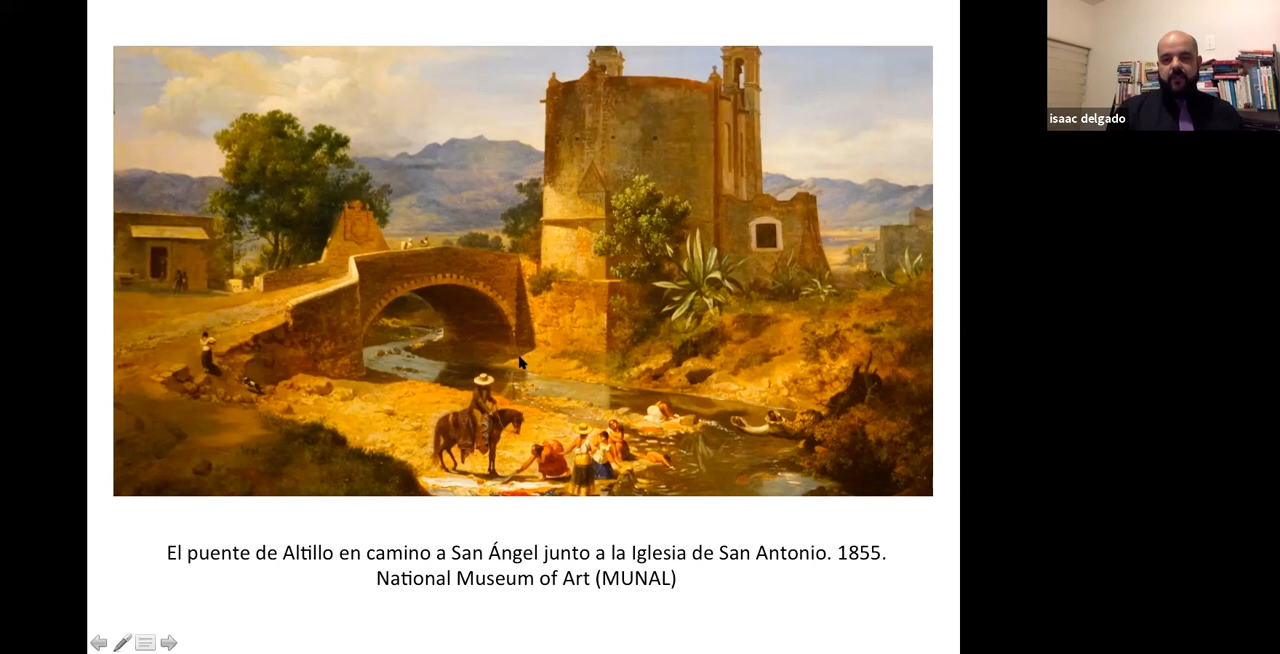 isaac delgado
El puente de Altillo en camino a San Ángel junto a la Iglesia de San Antonio. 1855.
National Museum of Art (MUNAL)